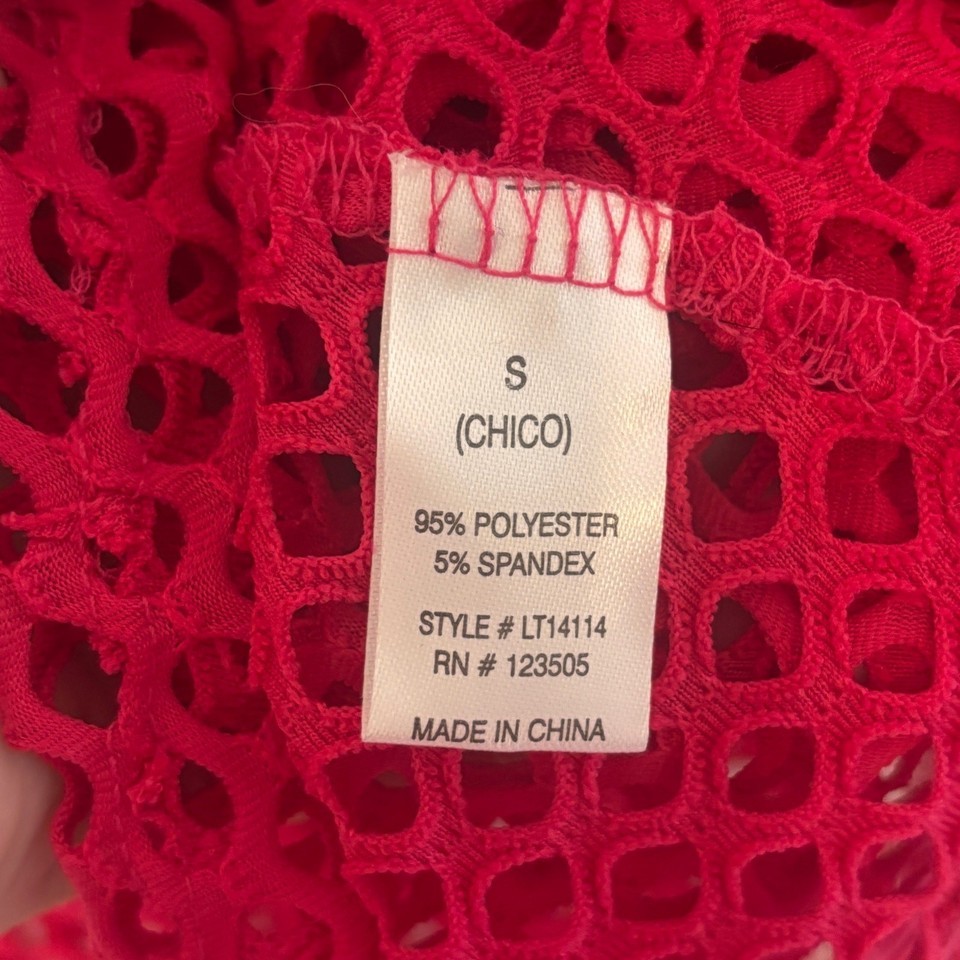 S
(CHICO)
95% POLYESTER
5% SPANDEX
STYLE # LT14114
RN # 123505
MADE IN CHINA